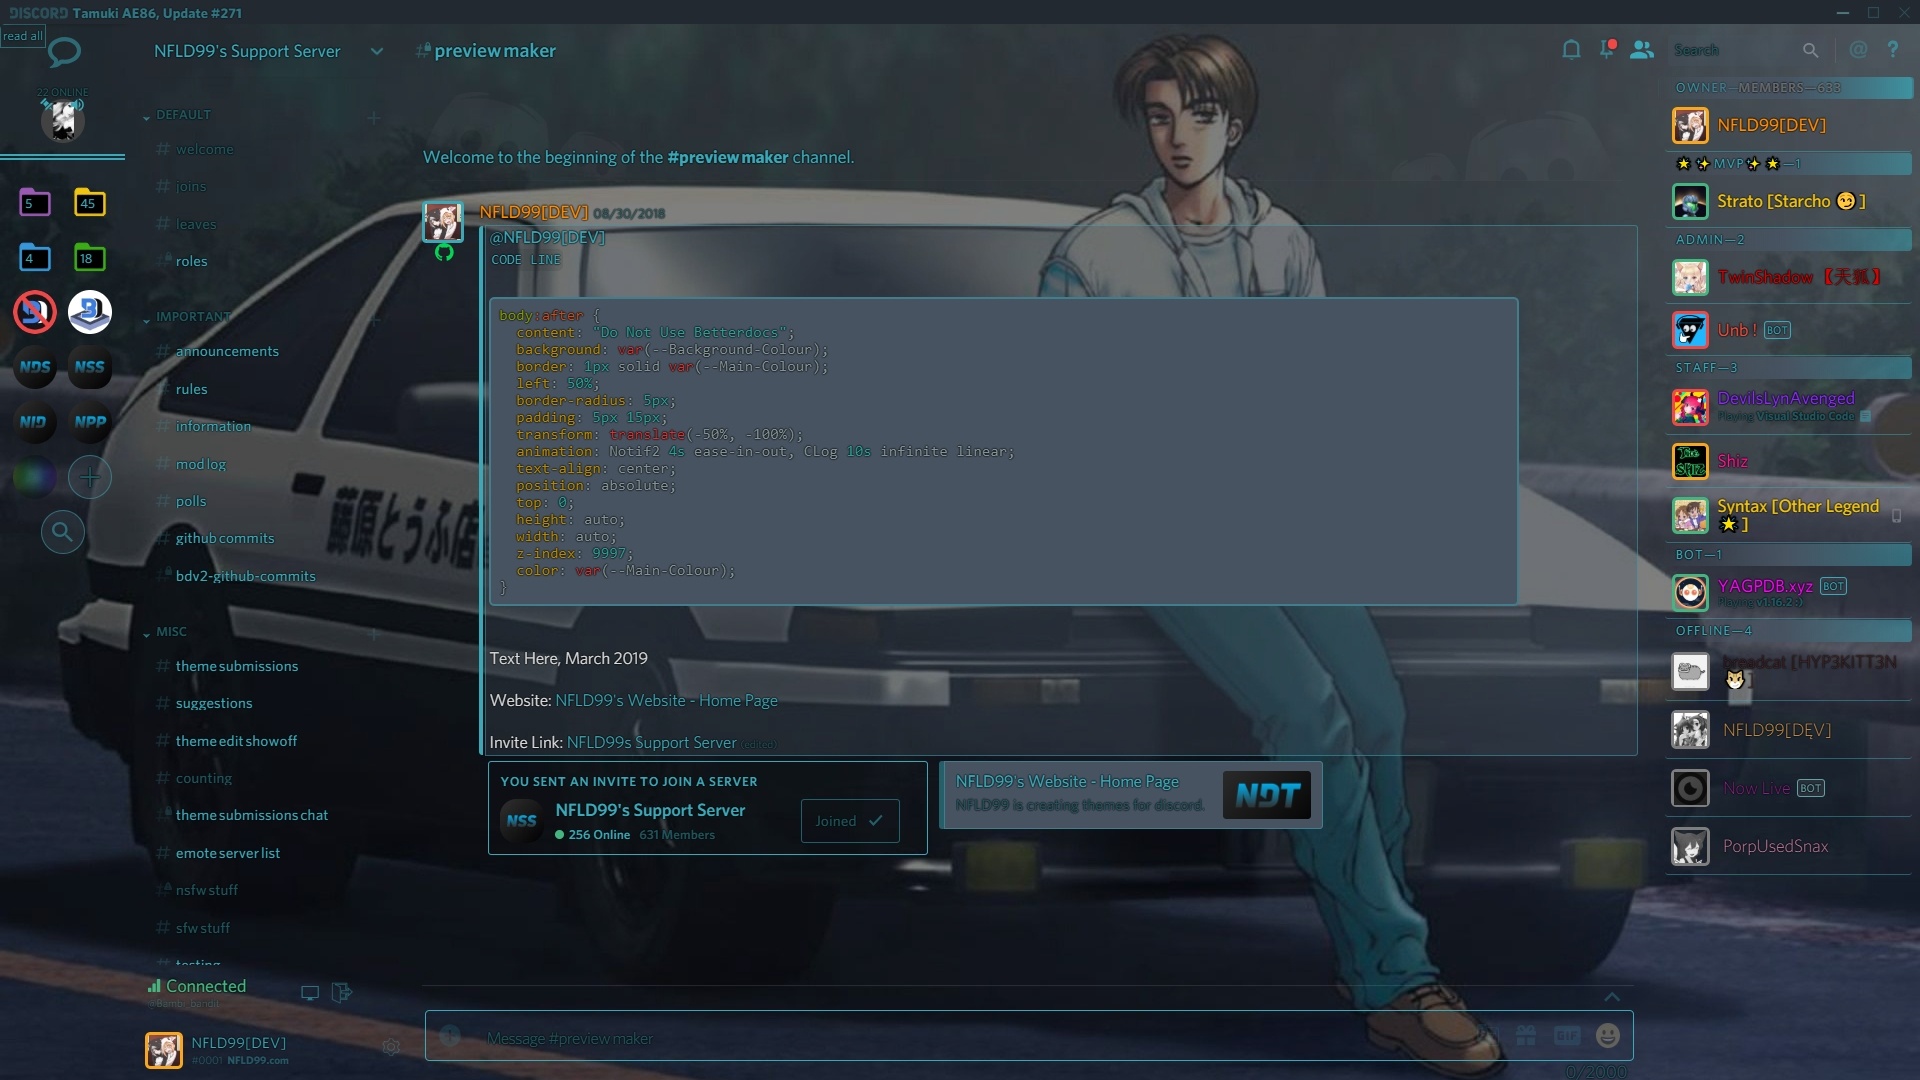 DISCORD Tamuki AE86, Update #271
read all
22 ONLINE
5
45
4
18
NDS
NSS
NID
NPP
NFLD99's Support Server
DEFAULT
welcome
joins
leaves
roles
IMPORTANT
announcements
rules
information
mod log
polls
github commits
bdv2-github-commits
MISC
theme submissions
suggestions
theme edit showoff
counting
theme submissions chat
emote server list
nsfw stuff
sfw stuff
testing
Connected
NFLD99[DEV]
#0001 NFLD99.com
# preview maker
Search
@ ?
Welcome to the beginning of the #preview maker channel.
NFLD99[DEV] 08/30/2018
@NFLD99[DEV]
CODE LINE
body:after {
content: "Do Not Use Betterdocs";
background: var(--Background-Colour);
border: 1px solid var(--Main-Colour);
left: 50%;
border-radius: 5px;
padding: 5px 15px;
transform: translate(-50%, -100%);
animation: Notif2 4s ease-in-out, CLog 10s infinite linear;
text-align: center;
position: absolute;
top: 0;
height: auto;
width: auto;
z-index: 9997;
color: var(--Main-Colour);
}
藤原とうふ店
Text Here, March 2019
Website: NFLD99's Website - Home Page
Invite Link: NFLD99s Support Server (edited)
YOU SENT AN INVITE TO JOIN A SERVER
NSS
NFLD99's Support Server
256 Online 631 Members
Joined
NFLD99's Website - Home Page
NFLD99 is creating themes for discord.
NDT
Message #preview maker
GIF
0/2000
OWNER—MEMBERS—633
NFLD99[DEV]
🌟✨MVP✨🌟—1
Strato [Starcho 😏]
ADMIN—2
TwinShadow 【天狐】
Unb ! BOT
STAFF—3
DevilsLynAvenged
Playing Visual Studio Code
The SHIZ
Shiz
Syntax [Other Legend
🌟]
BOT—1
YAGPDB.xyz BOT
Playing v1.16.2 :)
OFFLINE—4
breadcat [HYP3KITT3N
🐱]
NFLD99[DẸV]
Now Live BOT
PorpUsedSnax